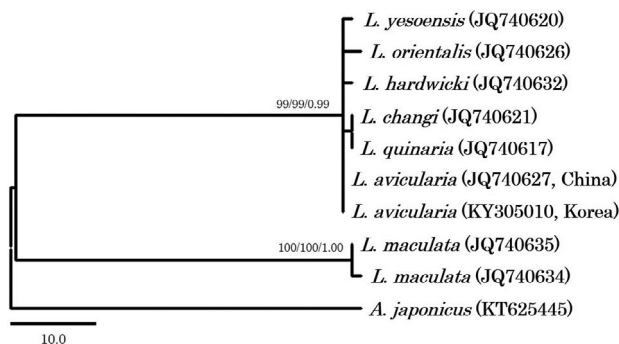 L. yesoensis (JQ740620)
L. orientalis (JQ740626)
L. hardwicki (JQ740632)
99/99/0.99
L. changi (JQ740621)
L. quinaria (JQ740617)
L. avicularia (JQ740627, China)
L. avicularia (KY305010, Korea)
100/100/1.00
L. maculata (JQ740635)
L. maculata (JQ740634)
A. japonicus (KT625445)
10.0